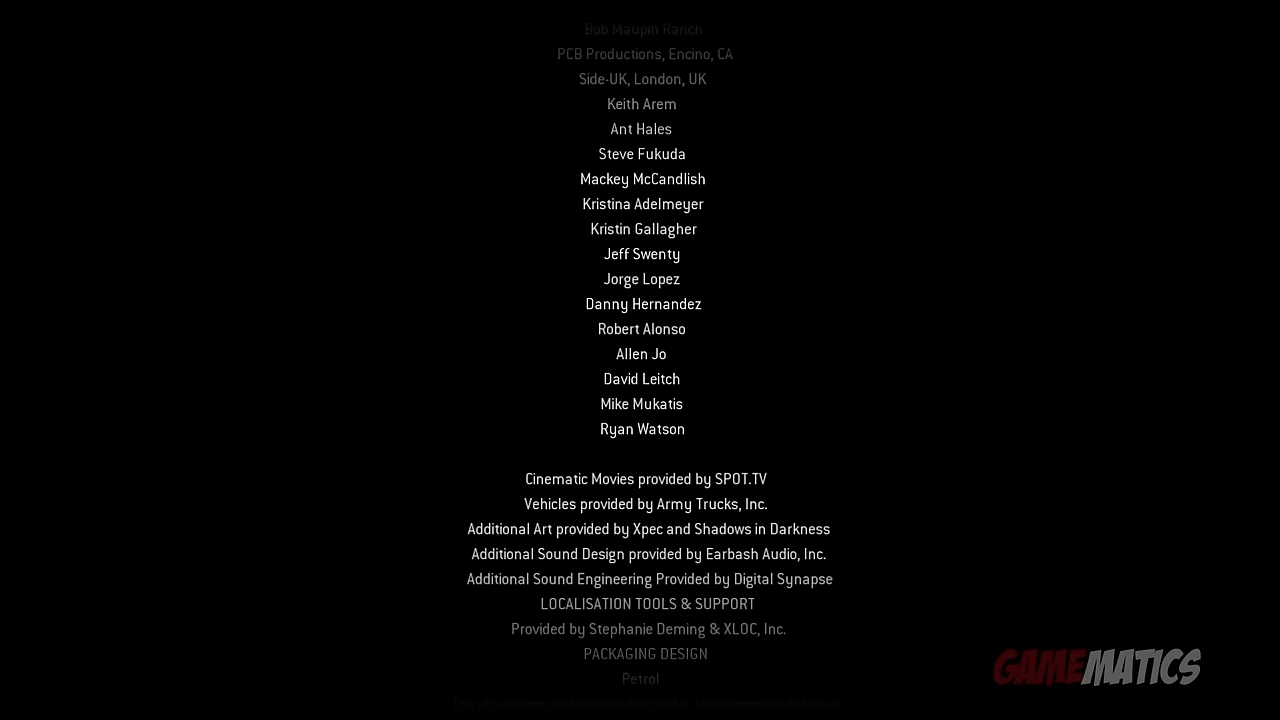 Bob Maupin Ranch
PCB Productions, Encino, CA
Side-UK, London, UK
Keith Arem
Ant Hales
Steve Fukuda
Mackey McCandlish
Kristina Adelmeyer
Kristin Gallagher
Jeff Swenty
Jorge Lopez
Danny Hernandez
Robert Alonso
Allen Jo
David Leitch
Mike Mukatis
Ryan Watson
Cinematic Movies provided by SPOT.TV
Vehicles provided by Army Trucks, Inc.
Additional Art provided by Xpec and Shadows in Darkness
Additional Sound Design provided by Earbash Audio, Inc.
Additional Sound Engineering Provided by Digital Synapse
LOCALISATION TOOLS & SUPPORT
Provided by Stephanie Deming & XLOC, Inc.
PACKAGING DESIGN
Petrol
GAMEMATICS